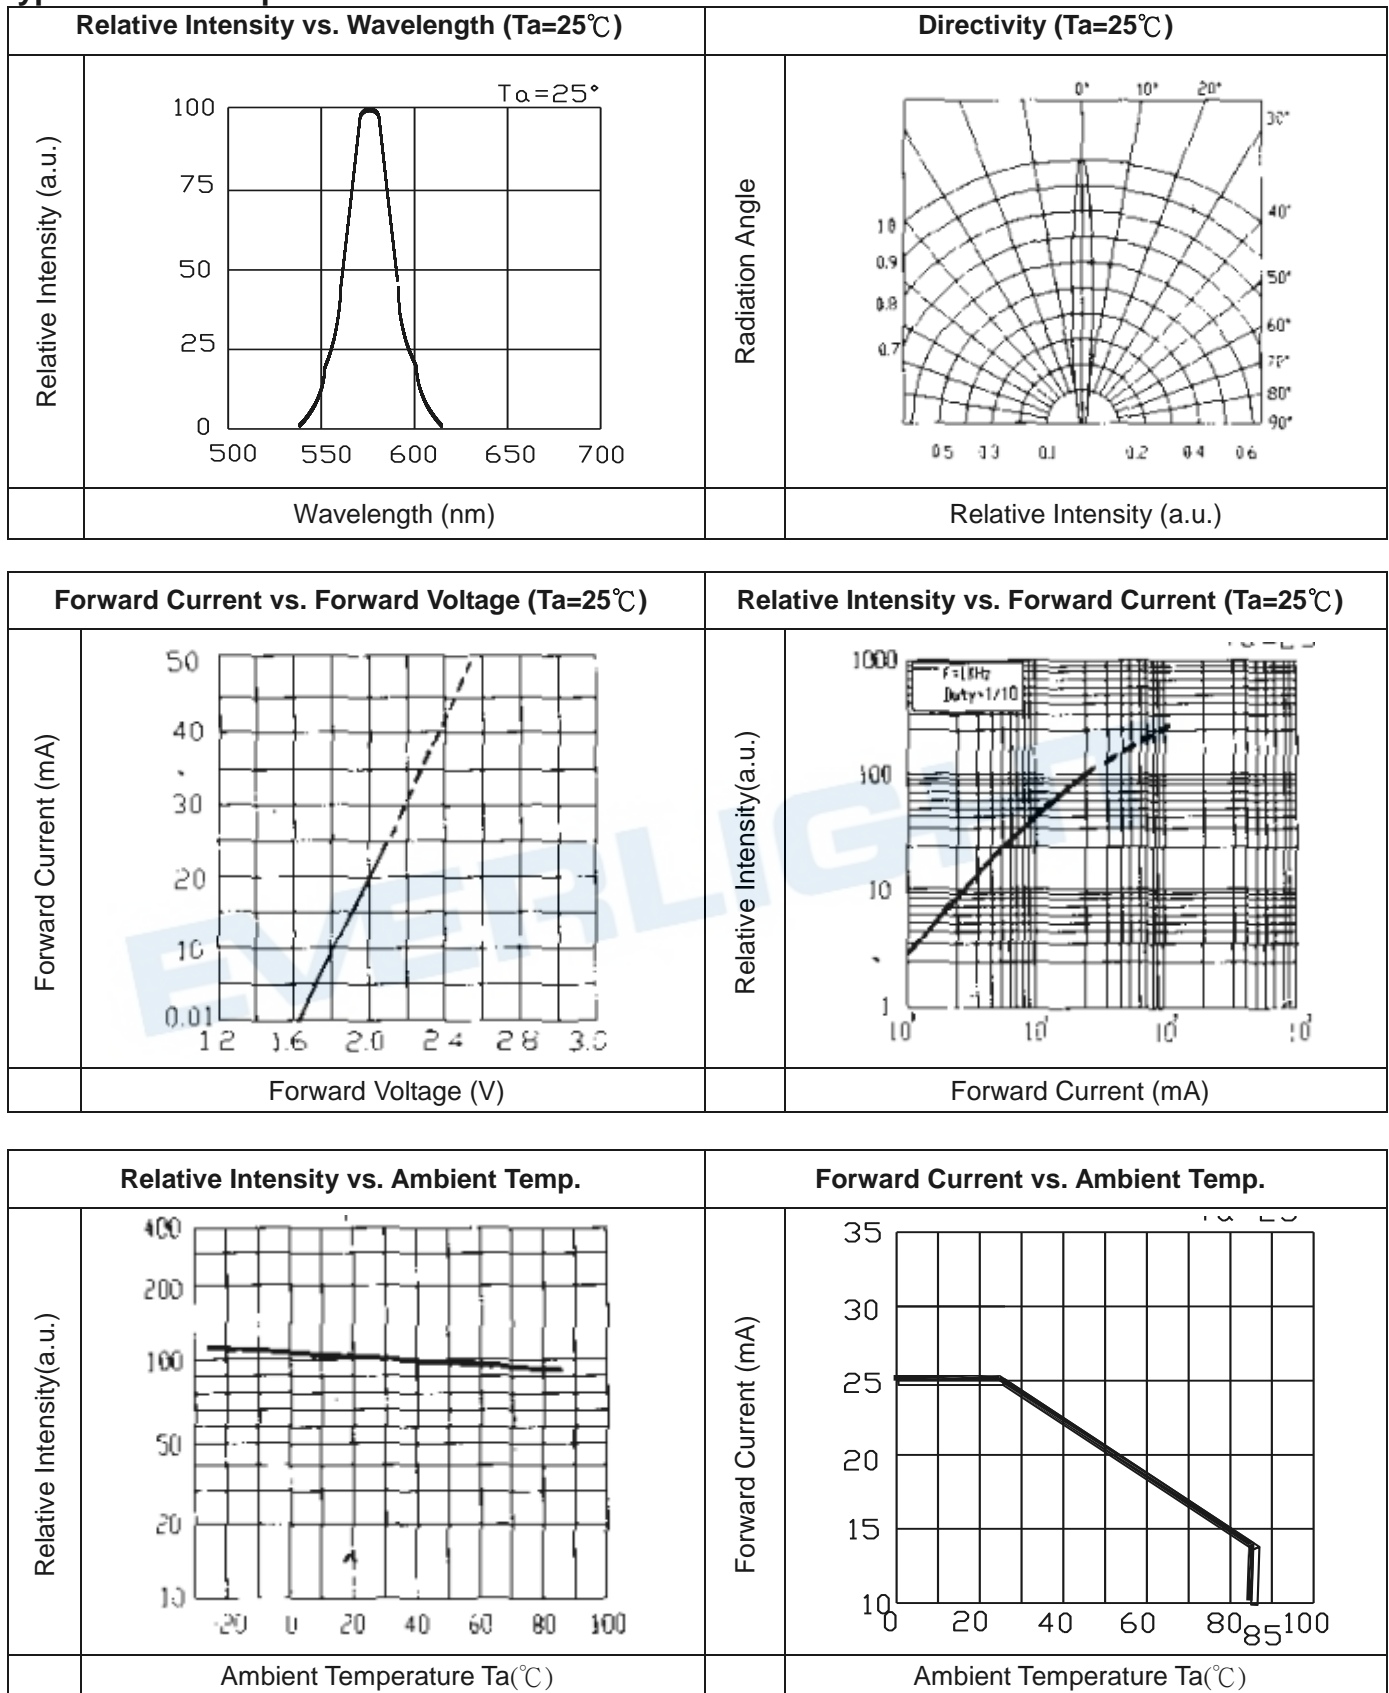 Relative Intensity vs. Wavelength (Ta=25℃)
Directivity (Ta=25℃)
Relative Intensity (a.u.)
Ta=25°
100
75
50
25
0
500 550 600 650 700
Wavelength (nm)
Radiation Angle
0° 10° 20°
30°
40°
50°
60°
70°
80°
90°
1.0
0.9
0.8
0.7
0.5 0.3 0.1 0.2 0.4 0.6
Relative Intensity (a.u.)
Forward Current vs. Forward Voltage (Ta=25℃)
Relative Intensity vs. Forward Current (Ta=25℃)
Forward Current (mA)
50
40
30
20
10
0.01
1.2 1.6 2.0 2.4 2.8 3.0
Forward Voltage (V)
Relative Intensity(a.u.)
F=1KHz
Duty=1/10
1000
100
10
1
10² 10³
Forward Current (mA)
EVERLIGHT
Relative Intensity vs. Ambient Temp.
Forward Current vs. Ambient Temp.
Relative Intensity(a.u.)
400
200
100
50
20
10
-20 0 20 40 60 80 100
Ambient Temperature Ta(℃)
Forward Current (mA)
35
30
25
20
15
10
0 20 40 60 80 85 100
Ambient Temperature Ta(℃)